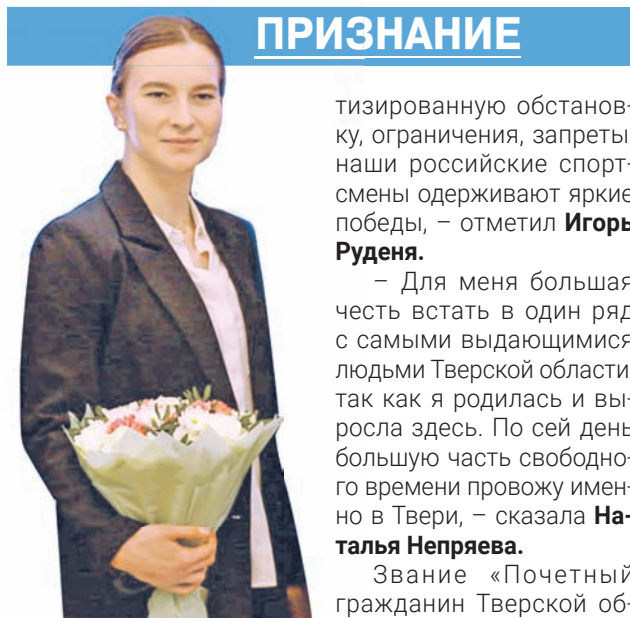 ПРИЗНАНИЕ
тизированную обстанов-
ку, ограничения, запреты
наши российские спорт-
смены одерживают яркие
победы, – отметил Игорь
Руденя.
– Для меня большая
честь встать в один ряд
с самыми выдающимися
людьми Тверской области
так как я родилась и вы-
росла здесь. По сей день
большую часть свободно-
го времени провожу имен-
но в Твери, – сказала На-
талья Непряева.
Звание «Почетный
гражданин Тверской об-